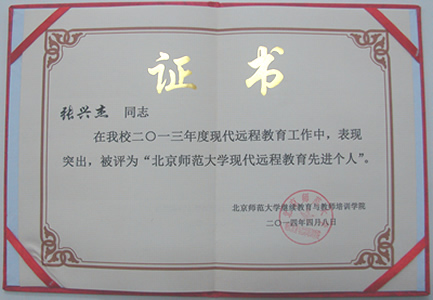 证书
张兴杰 同志
在我校二〇一三年度现代远程教育工作中，表现
突出，被评为“北京师范大学现代远程教育先进个人”。
北京师范大学继续教育与教师培训学院
二〇一四年四月八日